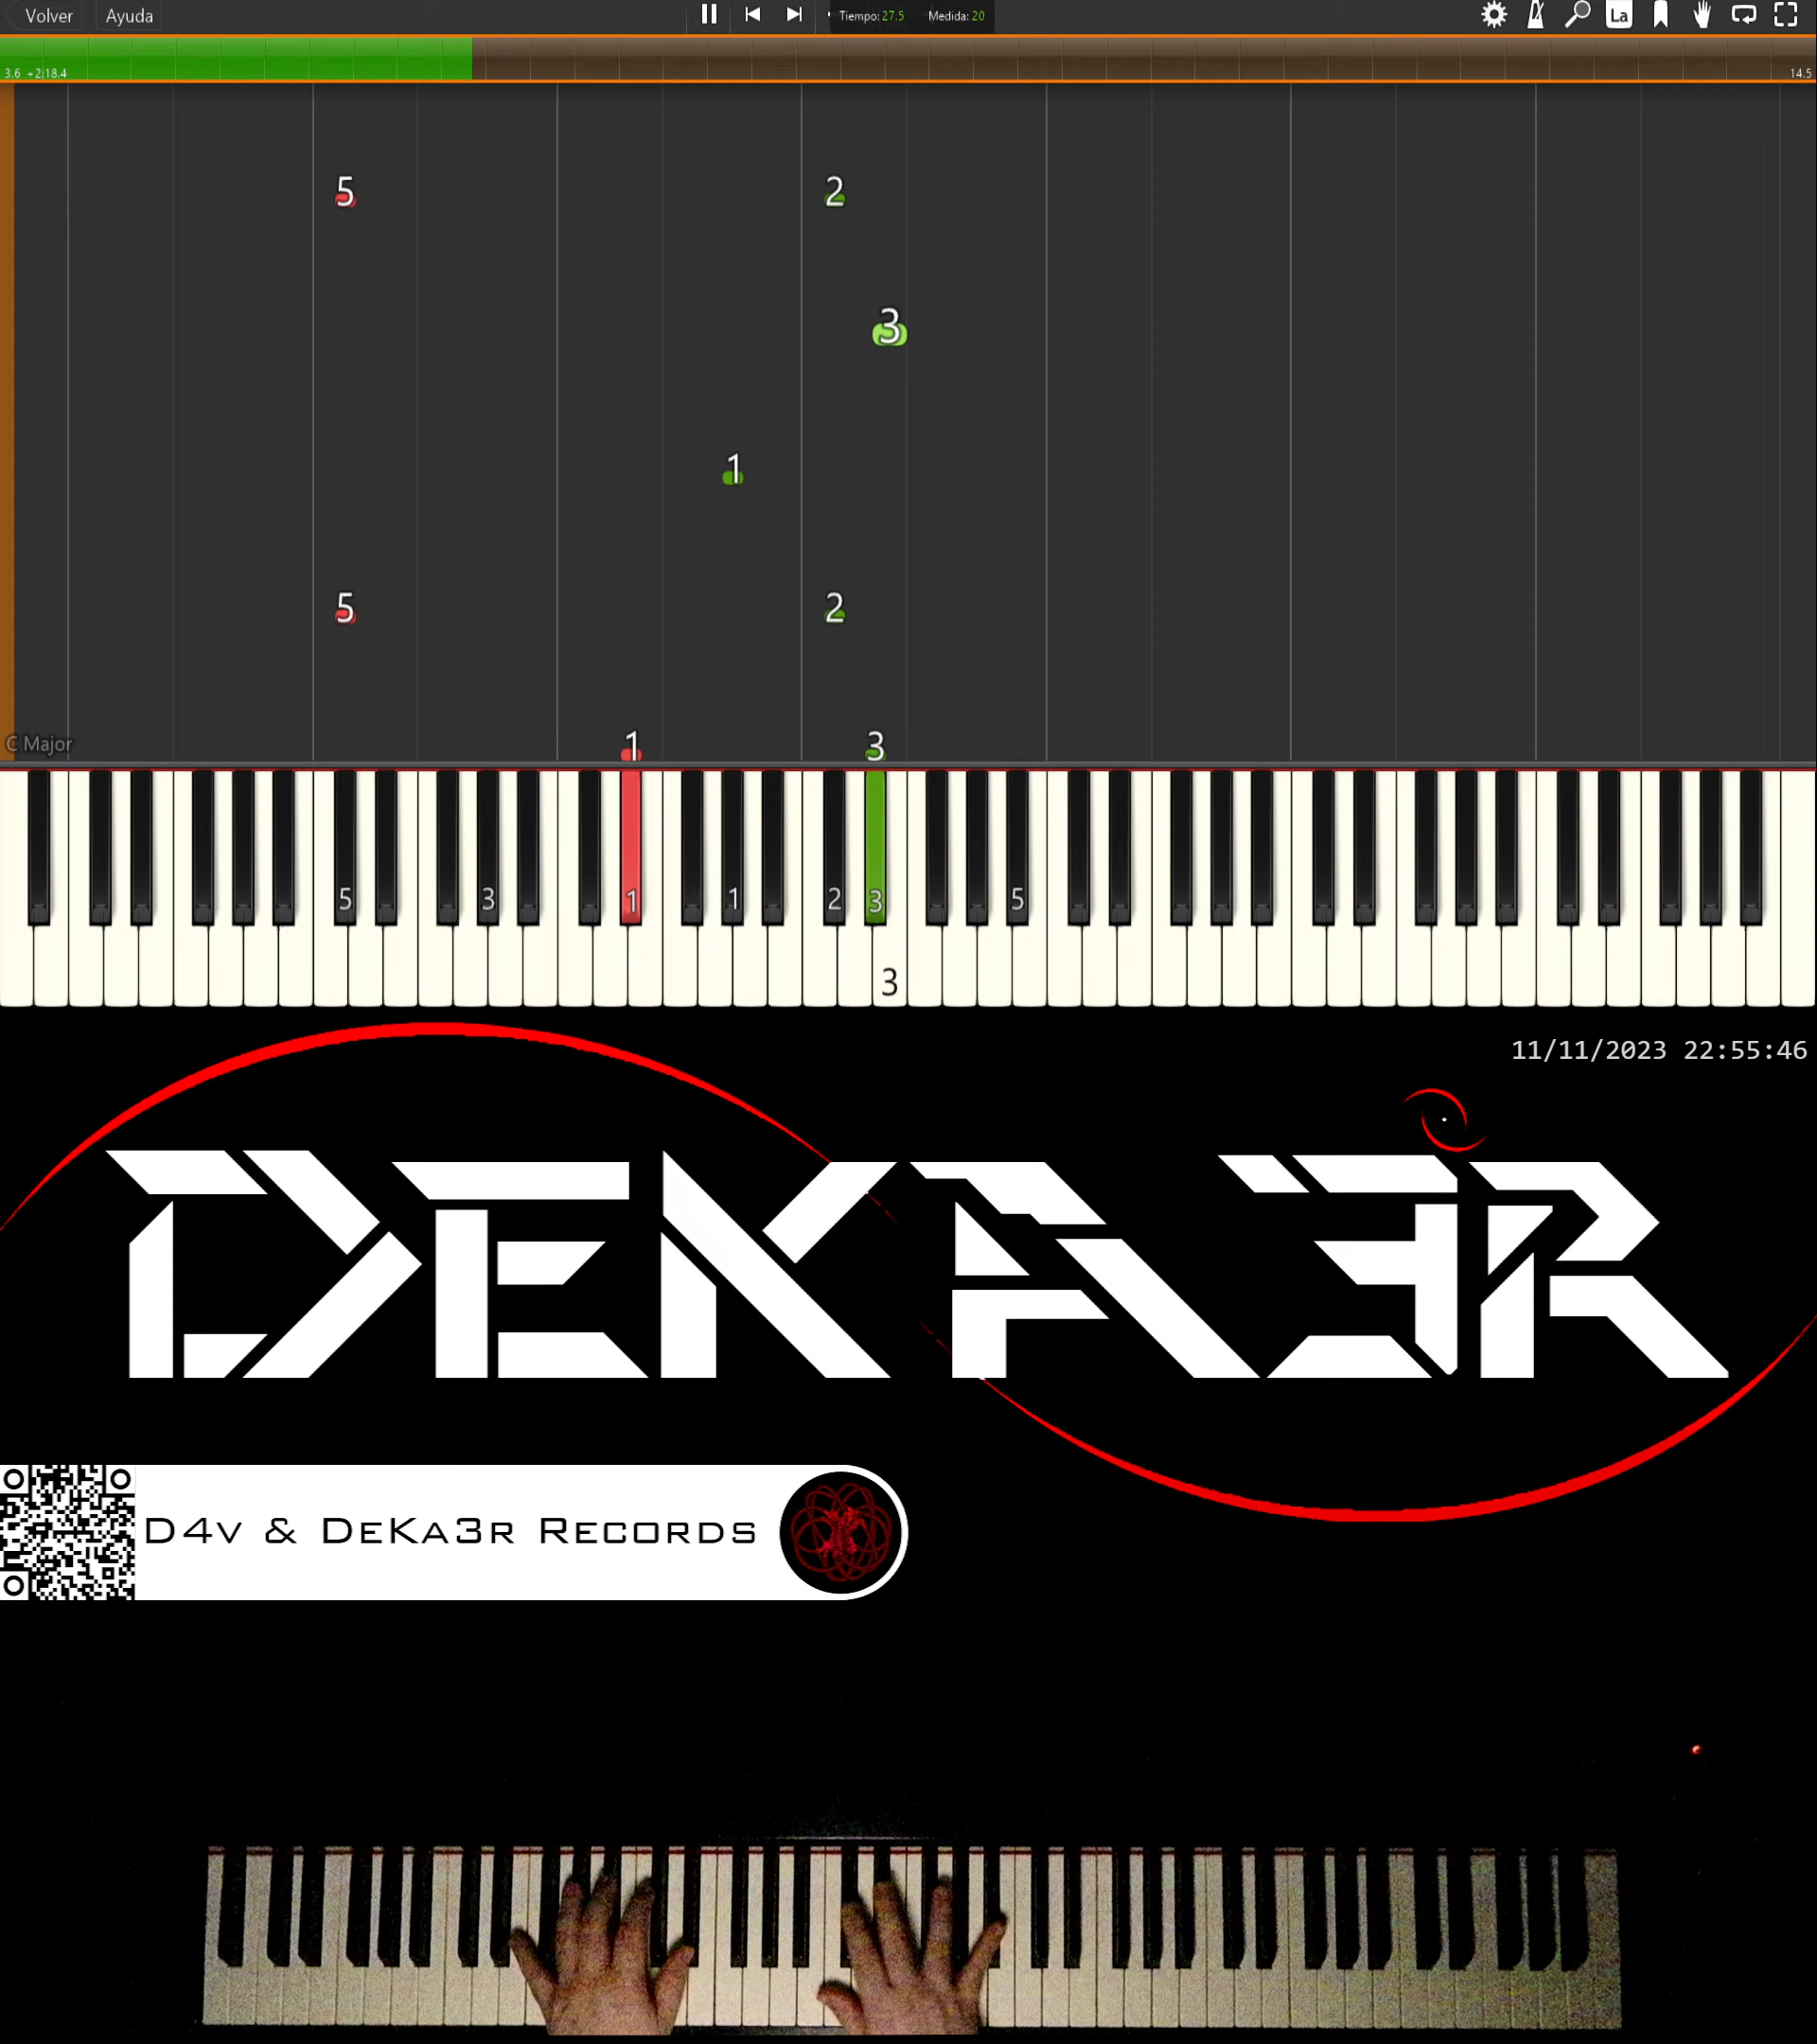 Volver Ayuda Tiempo: 27.5 Medida: 20 La
3.6 +2:18.4 14.5
5 2
3
1
5 2
C Major
1 3
5 3 1 1 2 3 5
3
11/11/2023 22:55:46
DEKA3R
D4v & DeKa3r Records